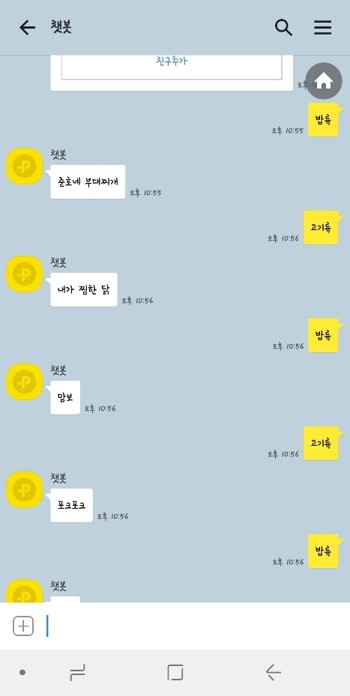 챗봇
친구추가
오후
밥류
오후 10:55
챗봇
준호네 부대찌개
오후 10:55
고기류
오후 10:56
챗봇
내가 찜한 닭
오후 10:56
밥류
오후 10:56
챗봇
맘보
오후 10:56
고기류
오후 10:56
챗봇
포크포크
오후 10:56
밥류
오후 10:56
챗봇